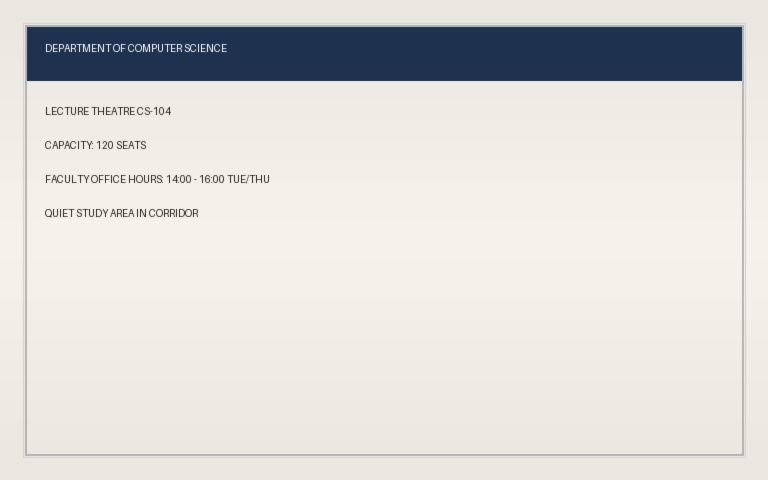 DEPARTMENT OF COMPUTER SCIENCE
LECTURE THEATRE CS-104
CAPACITY: 120 SEATS
FACULTY OFFICE HOURS: 14:00 - 16:00 TUE/THU
QUIET STUDY AREA IN CORRIDOR